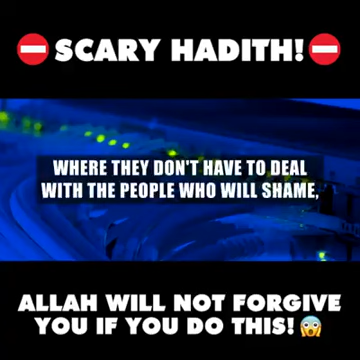 ⛔SCARY HADITH!⛔
WHERE THEY DON'T HAVE TO DEAL
WITH THE PEOPLE WHO WILL SHAME,
ALLAH WILL NOT FORGIVE
YOU IF YOU DO THIS!😱